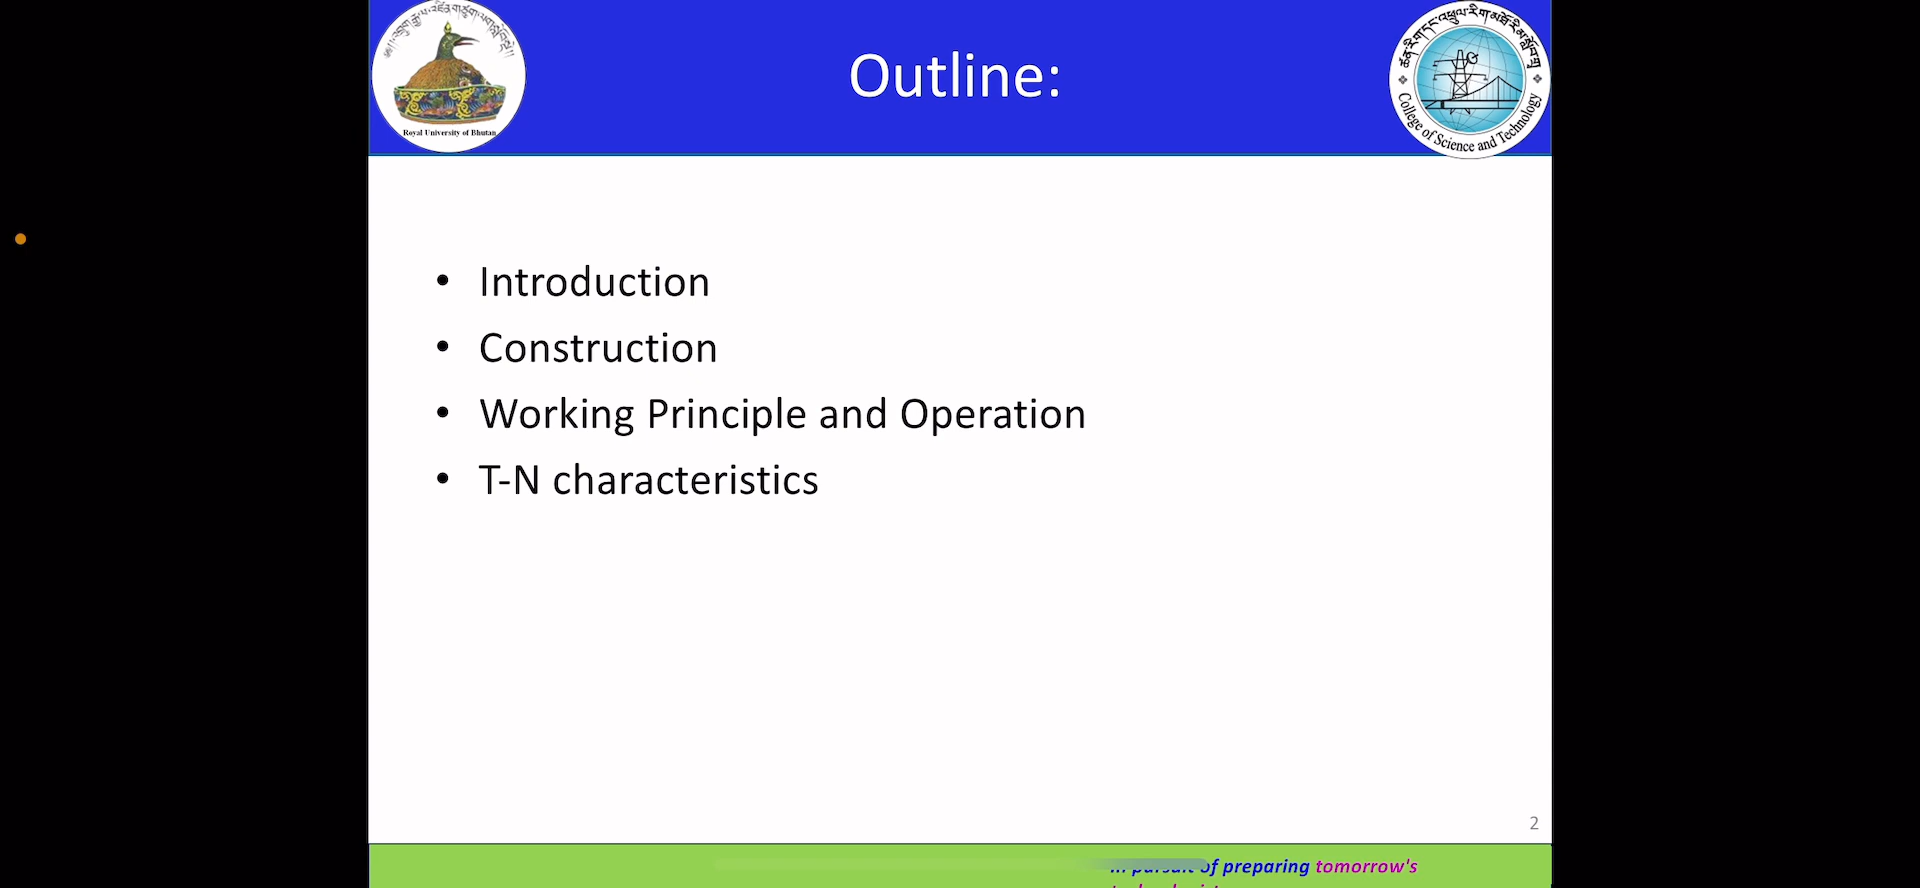 Royal University of Bhutan
Outline:
College of Science and Technology
• Introduction
• Construction
• Working Principle and Operation
• T-N characteristics
2
of preparing tomorrow's